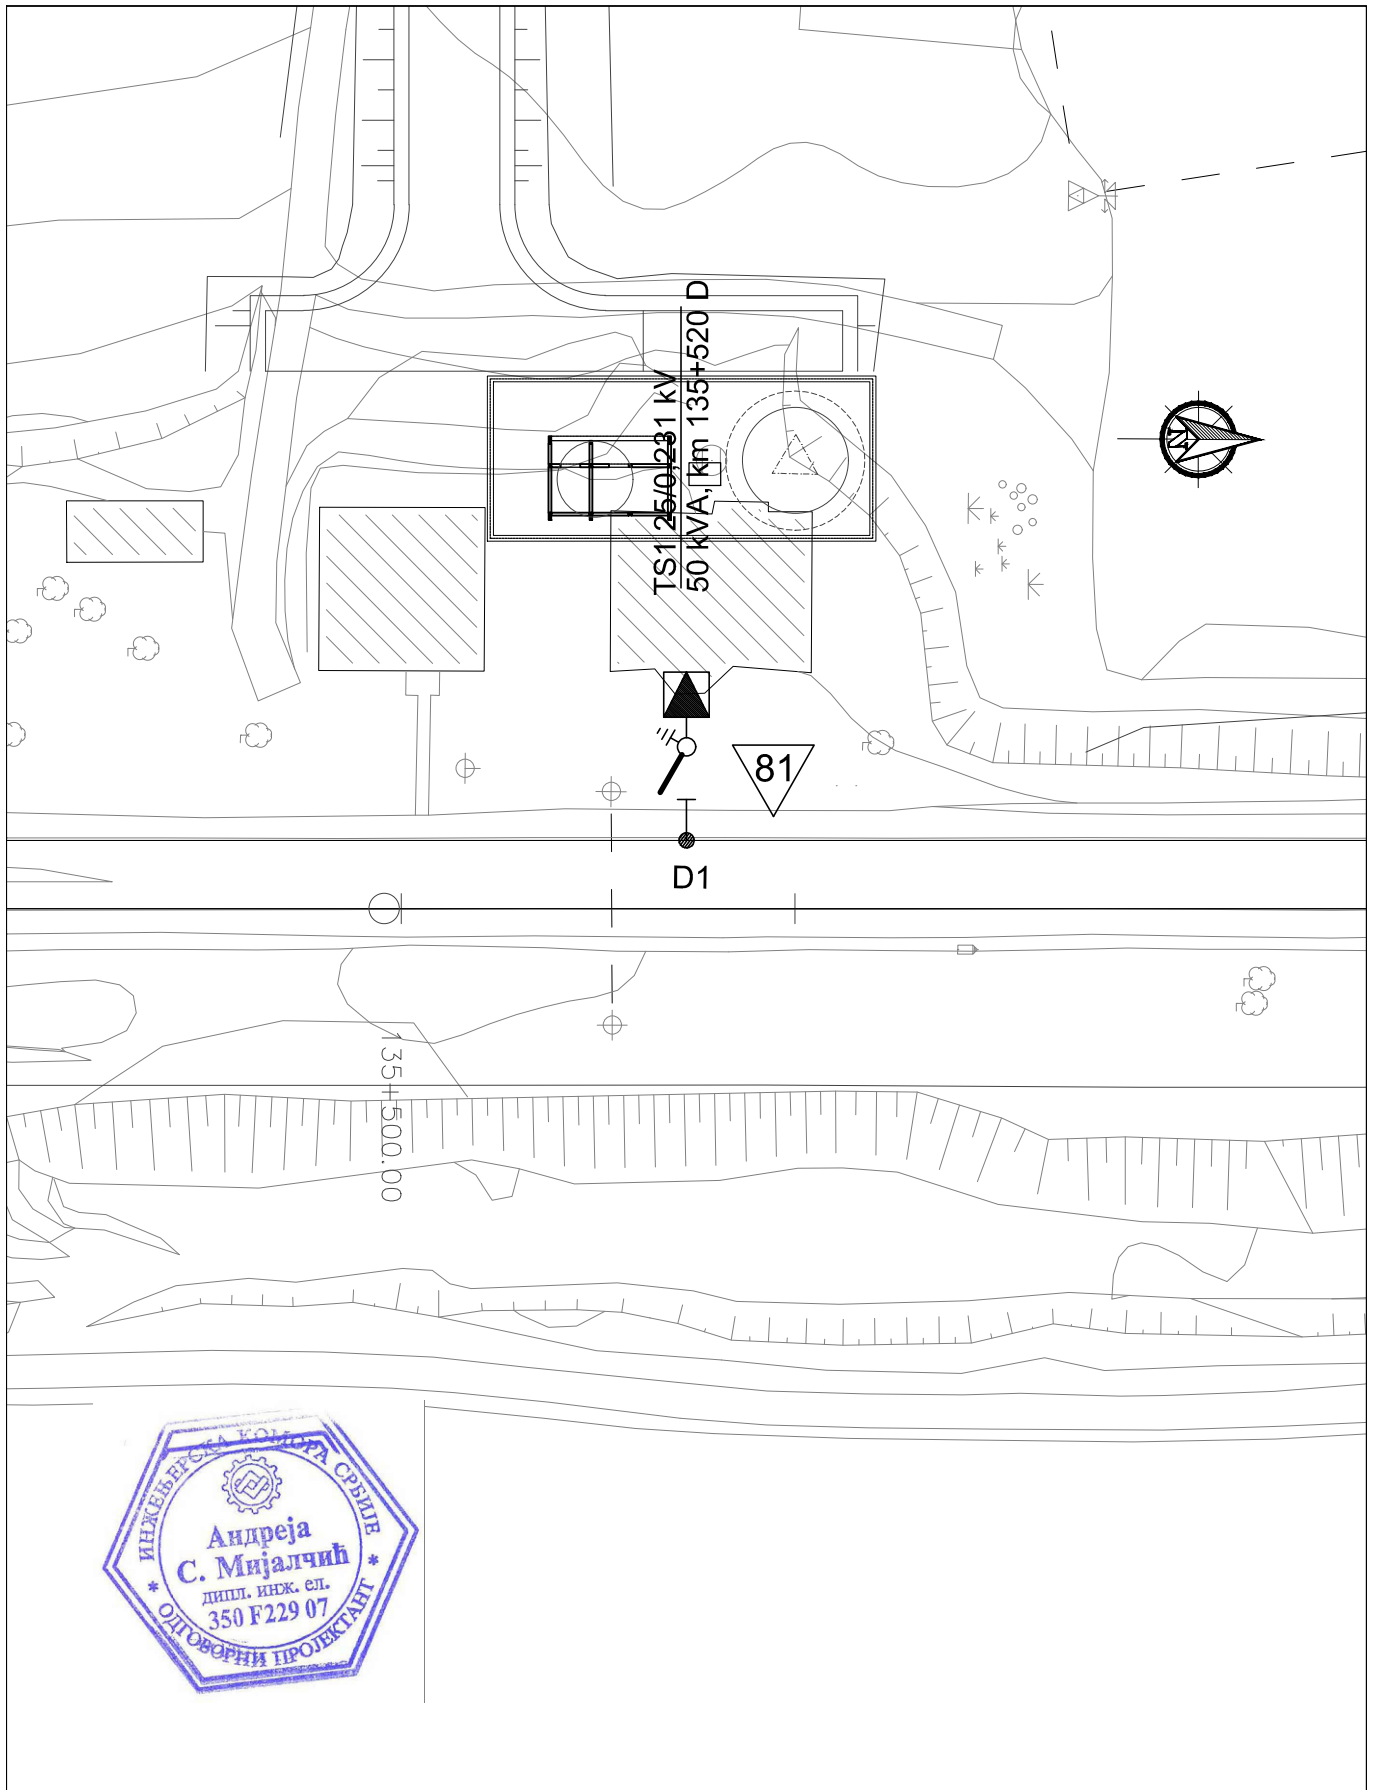 TS1 25/0,231 kV
50 kVA, km 135+520 D
N
81
D1
135+500.00
ИНЖЕЊЕРСКА КОМОРА СРБИЈЕ
Андреја
С. Мијалчић
дипл. инж. ел.
350 F229 07
* ОДГОВОРНИ ПРОЈЕКТАНТ *